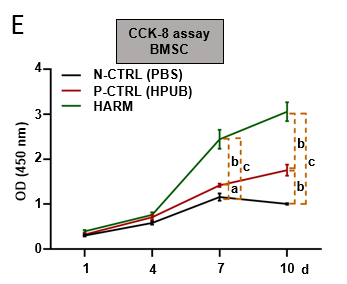 E
CCK-8 assay
BMSC
N-CTRL (PBS)
P-CTRL (HPUB)
HARM
OD (450 nm)
4
3
2
1
0
b
c
a
b
c
b
1
4
7
10
d